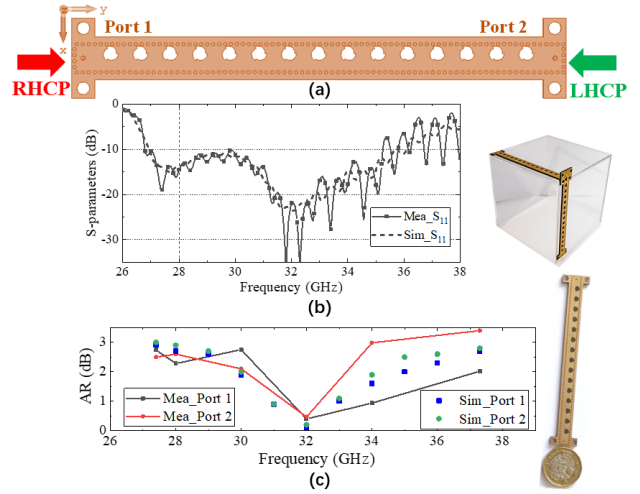 y
x
Port 1
Port 2
RHCP
LHCP
(a)
S-parameters (dB)
0
-10
-20
-30
Mea_S11
Sim_S11
26 28 30 32 34 36 38
Frequency (GHz)
(b)
AR (dB)
3
2
1
0
Mea_Port 1
Mea_Port 2
Sim_Port 1
Sim_Port 2
26 28 30 32 34 36 38
Frequency (GHz)
(c)